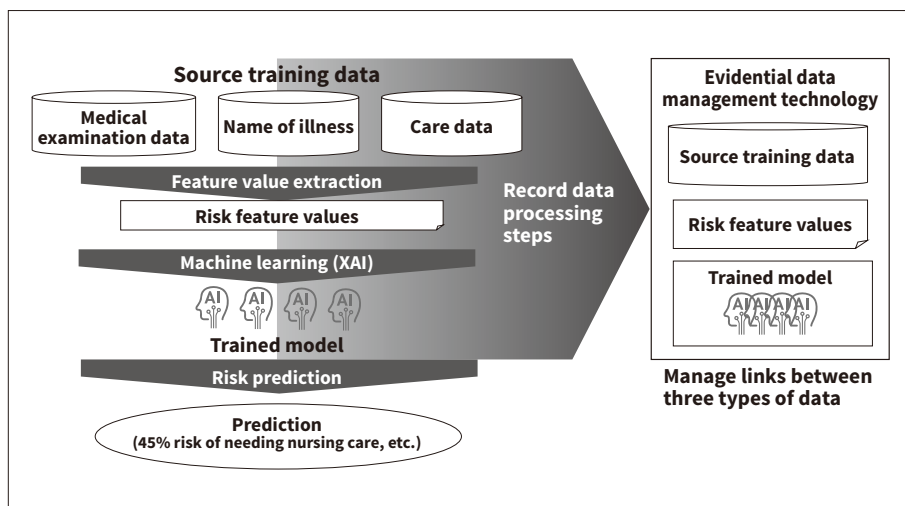 Source training data
Medical
examination data
Name of illness
Care data
Feature value extraction
Risk feature values
Machine learning (XAI)
AI
AI
AI
AI
Trained model
Risk prediction
Prediction
(45% risk of needing nursing care, etc.)
Record data
processing
steps
Evidential data
management technology
Source training data
Risk feature values
Trained model
AI
AI
AI
AI
Manage links between
three types of data